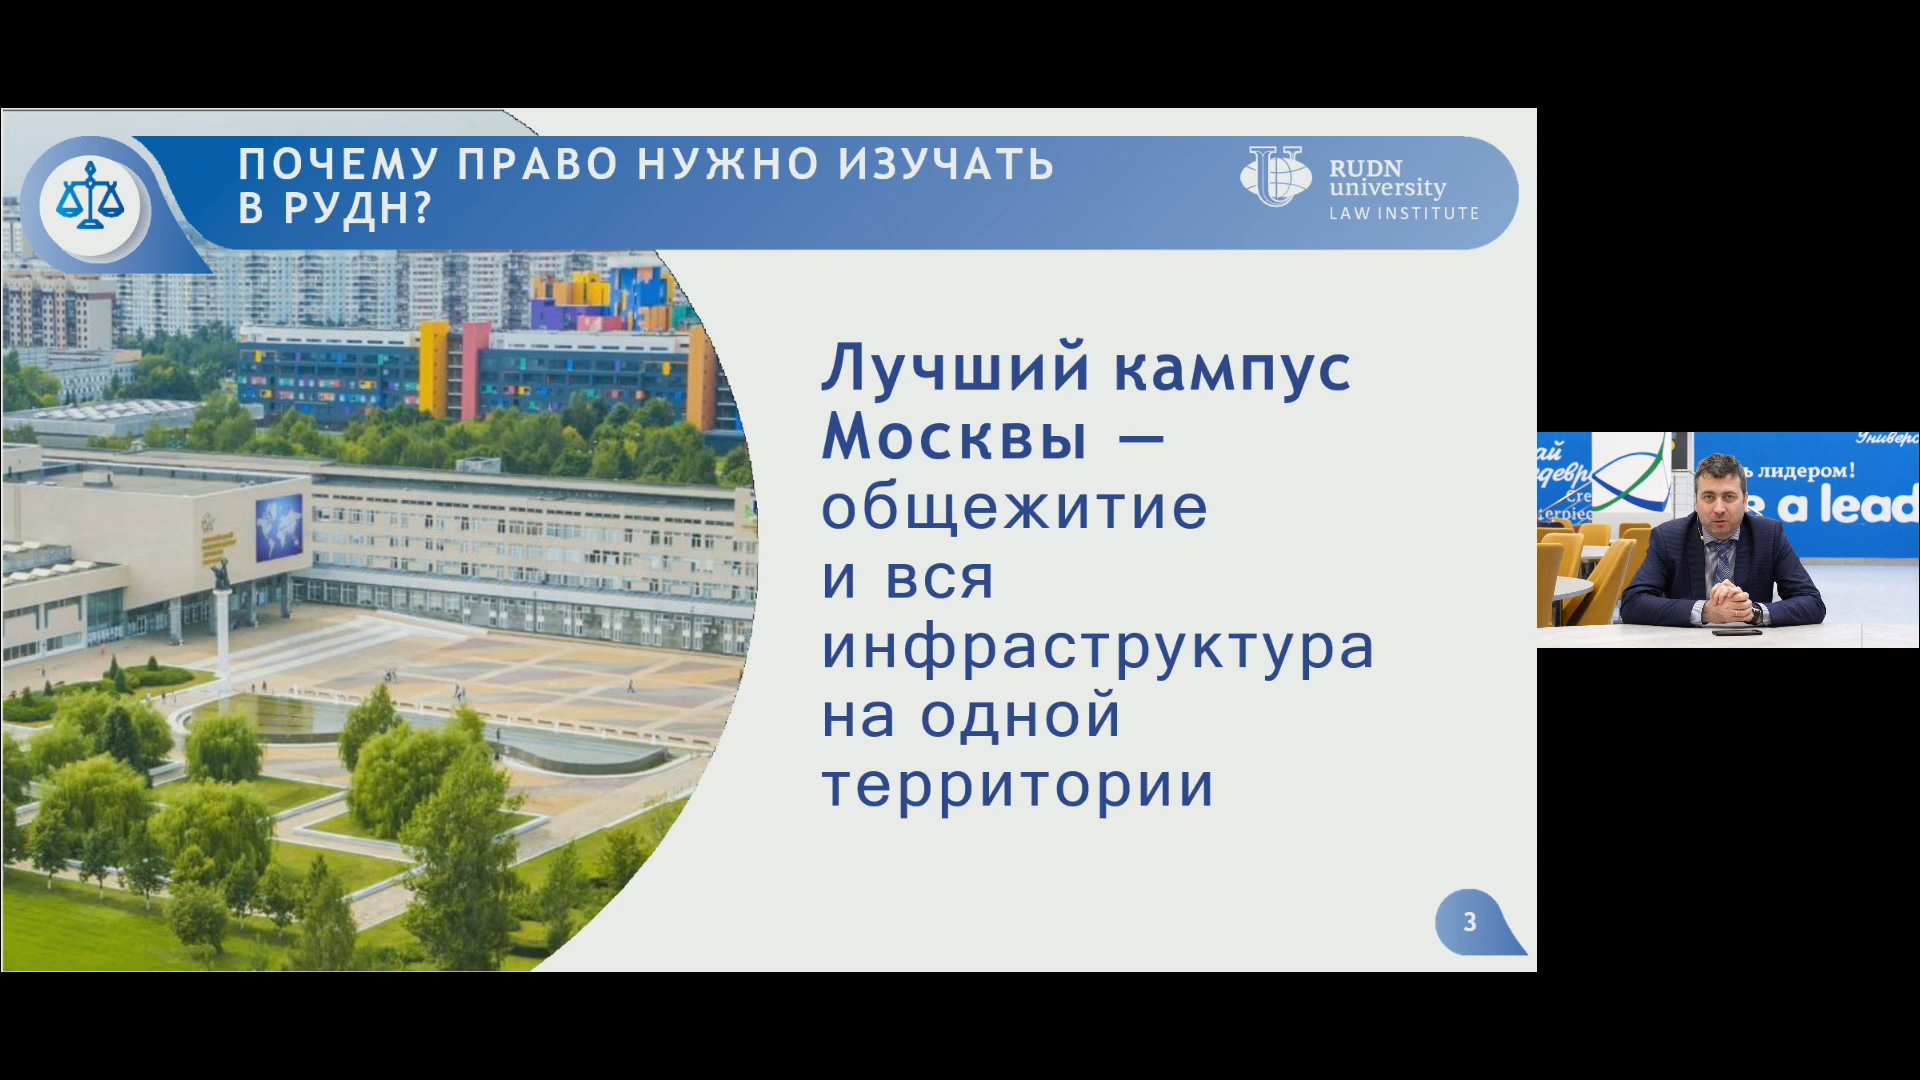 ПОЧЕМУ ПРАВО НУЖНО ИЗУЧАТЬ
В РУДН?
RUDN
university
LAW INSTITUTE
Лучший кампус
Москвы —
общежитие
и вся
инфраструктура
на одной
территории
3
лидером!
a lead